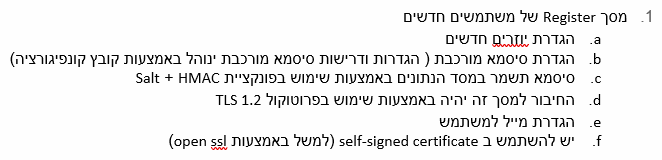 1. מסך Register של משתמשים חדשים
a. הגדרת יוזרים חדשים
b. הגדרת סיסמא מורכבת ( הגדרות ודרישות סיסמא מורכבת ינוהל באמצעות קובץ קונפיגורציה)
c. סיסמא תשמר במסד הנתונים באמצעות שימוש בפונקציית Salt + HMAC
d. החיבור למסך זה יהיה באמצעות שימוש בפרוטוקול TLS 1.2
e. הגדרת מייל למשתמש
f. יש להשתמש ב self-signed certificate (למשל באמצעות open ssl)